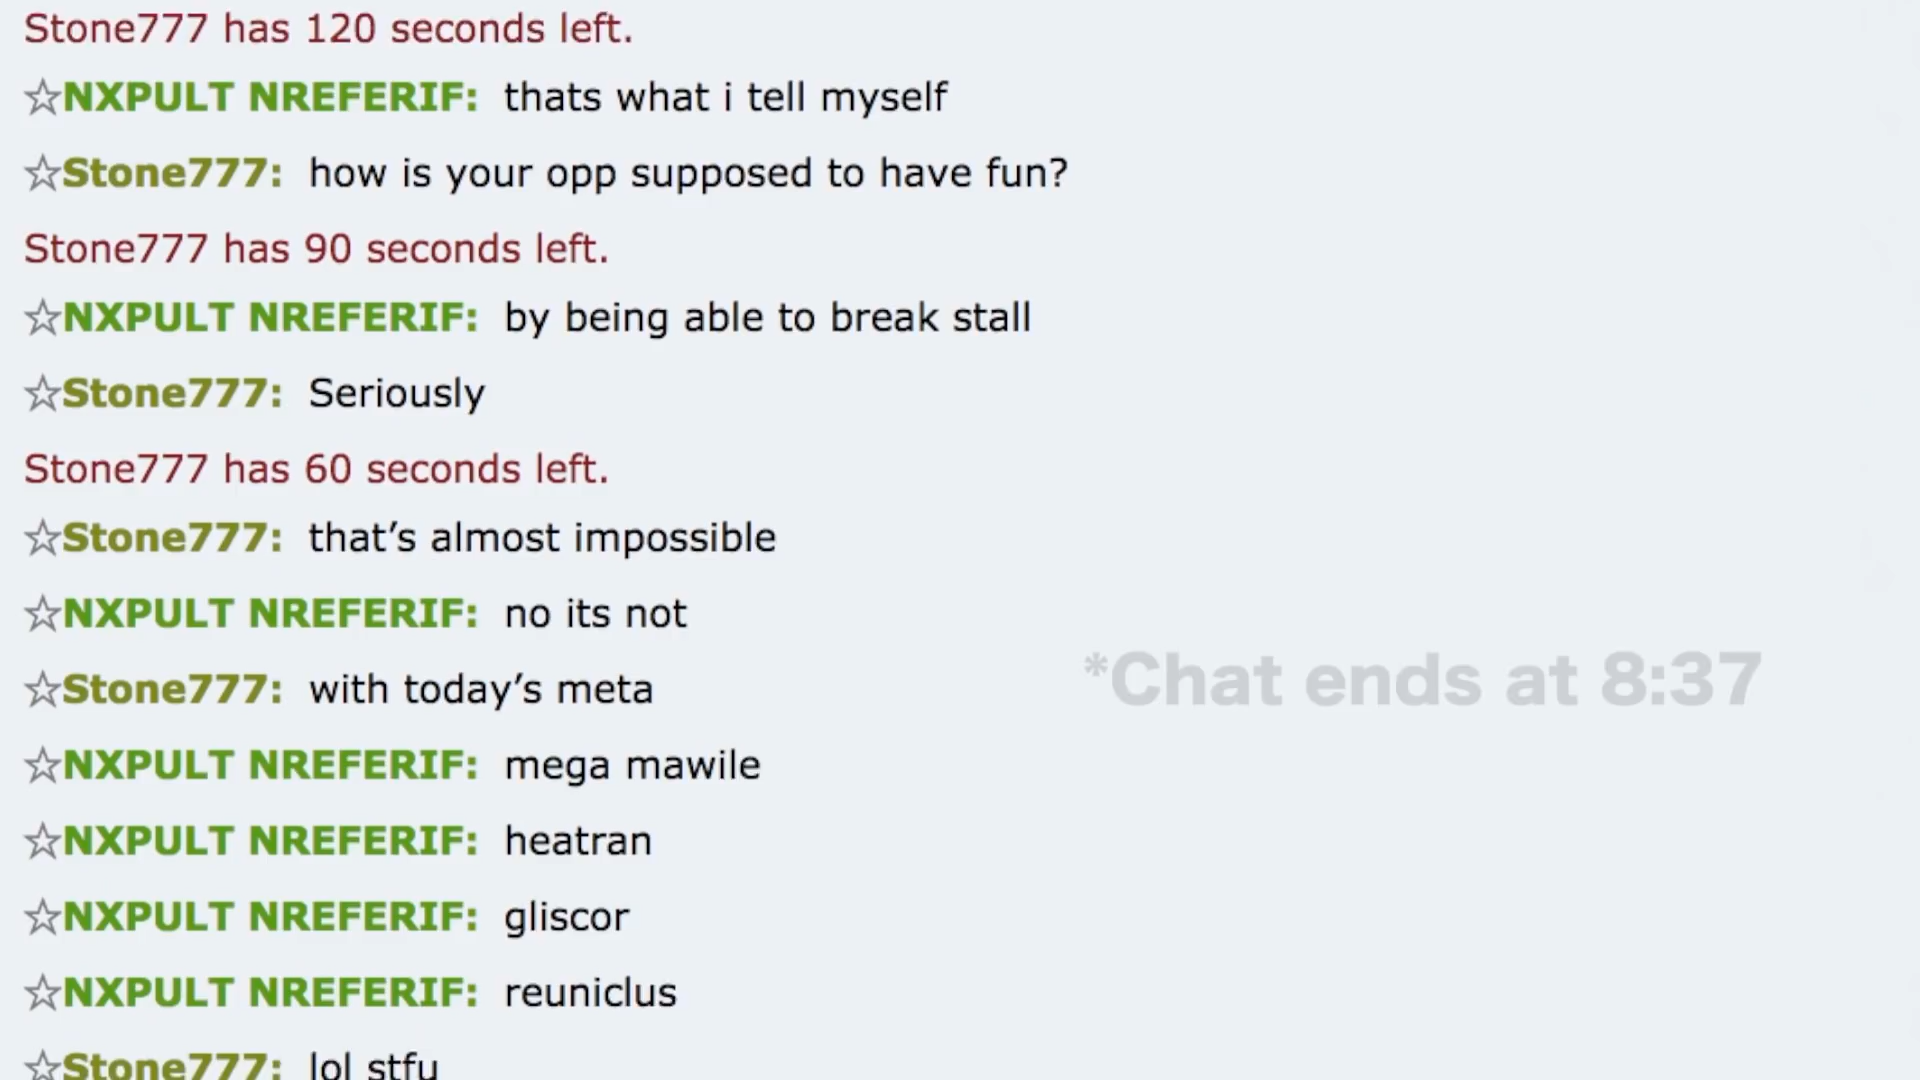 Stone777 has 120 seconds left.
☆NXPULT NREFERIF: thats what i tell myself
☆Stone777: how is your opp supposed to have fun?
Stone777 has 90 seconds left.
☆NXPULT NREFERIF: by being able to break stall
☆Stone777: Seriously
Stone777 has 60 seconds left.
☆Stone777: that’s almost impossible
☆NXPULT NREFERIF: no its not
*Chat ends at 8:37
☆Stone777: with today’s meta
☆NXPULT NREFERIF: mega mawile
☆NXPULT NREFERIF: heatran
☆NXPULT NREFERIF: gliscor
☆NXPULT NREFERIF: reuniclus
☆Stone777: lol stfu